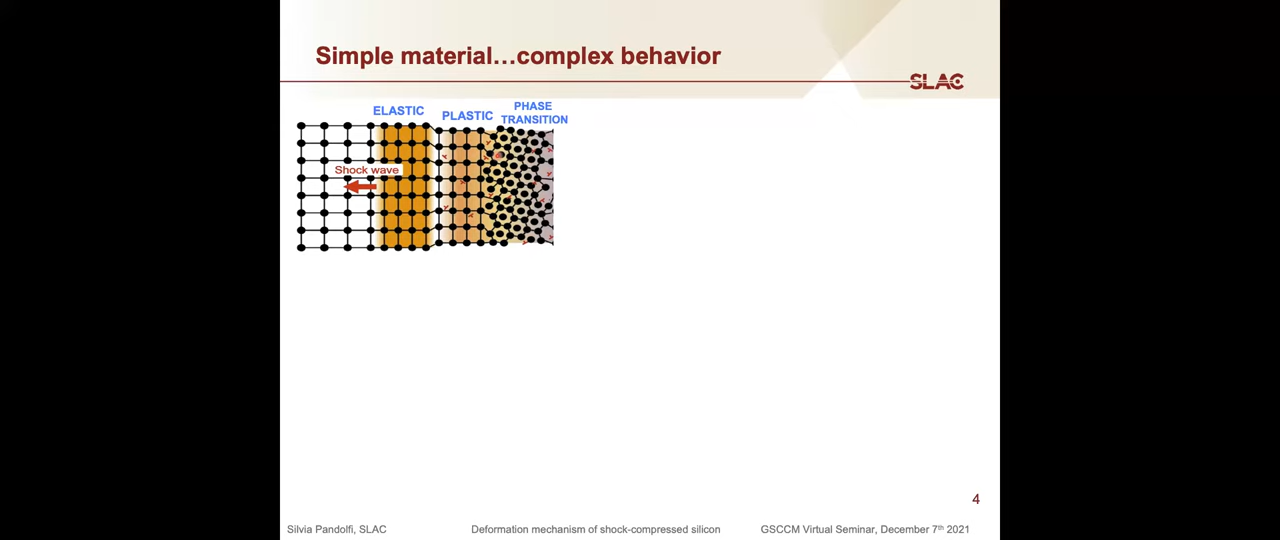 Simple material…complex behavior
SLAC
ELASTIC
PLASTIC
PHASE
TRANSITION
Shock wave
4
Silvia Pandolfi, SLAC
Deformation mechanism of shock-compressed silicon
GSCCM Virtual Seminar, December 7th 2021